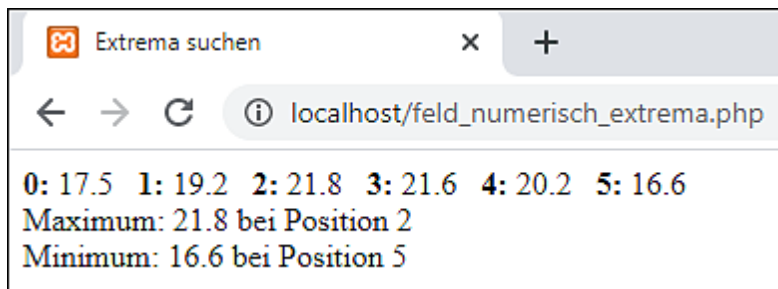 Extrema suchen
localhost/feld_numerisch_extrema.php
0: 17.5 1: 19.2 2: 21.8 3: 21.6 4: 20.2 5: 16.6
Maximum: 21.8 bei Position 2
Minimum: 16.6 bei Position 5